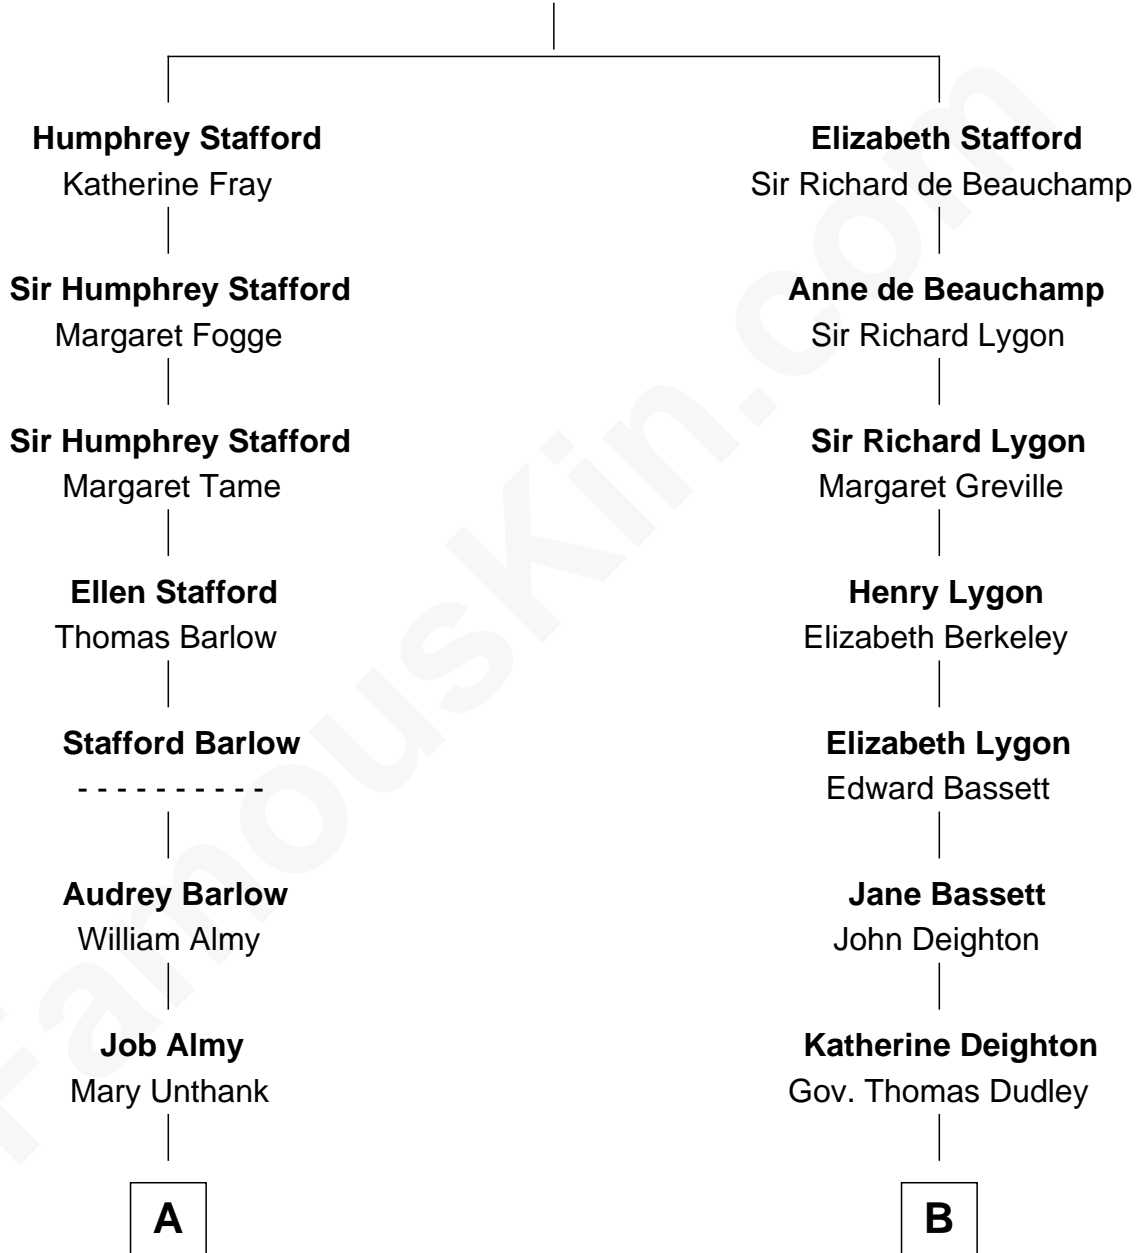 Humphrey Stafford
Katherine Fray
Sir Humphrey Stafford
Margaret Fogge
Sir Humphrey Stafford
Margaret Tame
Ellen Stafford
Thomas Barlow
Stafford Barlow
- - - - - - - - - -
Audrey Barlow
William Almy
Job Almy
Mary Unthank
A
Elizabeth Stafford
Sir Richard de Beauchamp
Anne de Beauchamp
Sir Richard Lygon
Sir Richard Lygon
Margaret Greville
Henry Lygon
Elizabeth Berkeley
Elizabeth Lygon
Edward Bassett
Jane Bassett
John Deighton
Katherine Deighton
Gov. Thomas Dudley
B
FamousKin.com